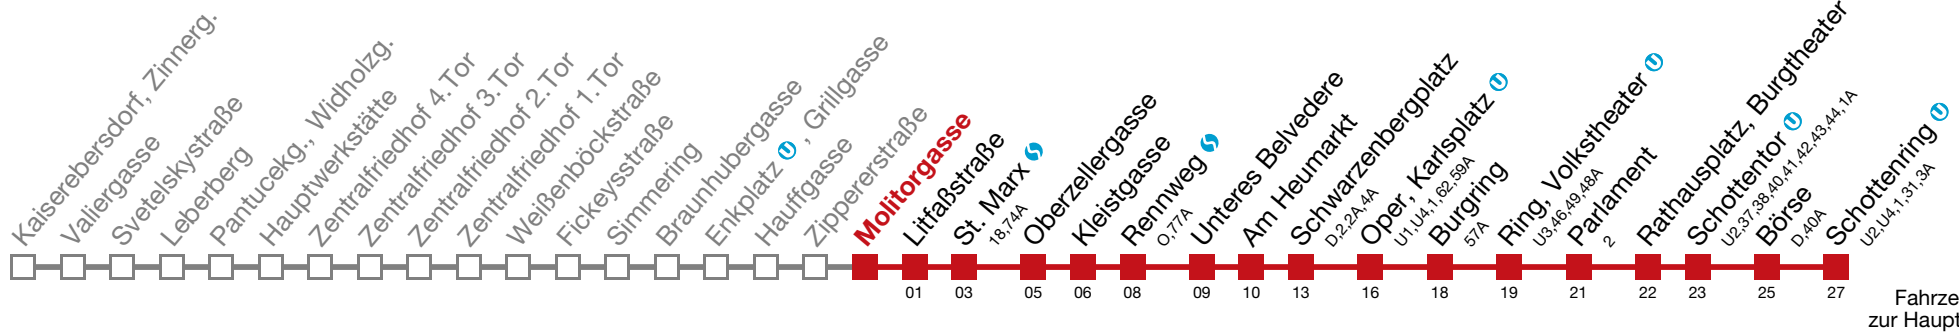 Kaiserebersdorf, Zinnerg.
Valiergasse
Svetelskystraße
Leberberg
Pantucekg., Widholzg.
Hauptwerkstätte
Zentralfriedhof 4.Tor
Zentralfriedhof 3.Tor
Zentralfriedhof 2.Tor
Zentralfriedhof 1.Tor
Weißenböckstraße
Fickeysstraße
Simmering
Braunhubergasse
Enkplatz U , Grillgasse
Hauffgasse
Zippererstraße
Molitorgasse
Litfaßstraße
St. Marx S
18,74A
Oberzellergasse
Kleistgasse
Rennweg S
O,77A
Unteres Belvedere
Am Heumarkt
Schwarzenbergplatz
D,2,2A,4A
Oper, Karlsplatz U
U1,U4,1,62,59A
Burgring
57A
Ring, Volkstheater U
U3,46,49,48A
Parlament
2
Rathausplatz, Burgtheater
Schottentor U
U2,37,38,40,41,42,43,44,1A
Börse
D,40A
Schottenring U
U2,U4,1,31,3A
01 03 05 06 08 09 10 13 16 18 19 21 22 23 25 27
Fahrze
zur Haupt